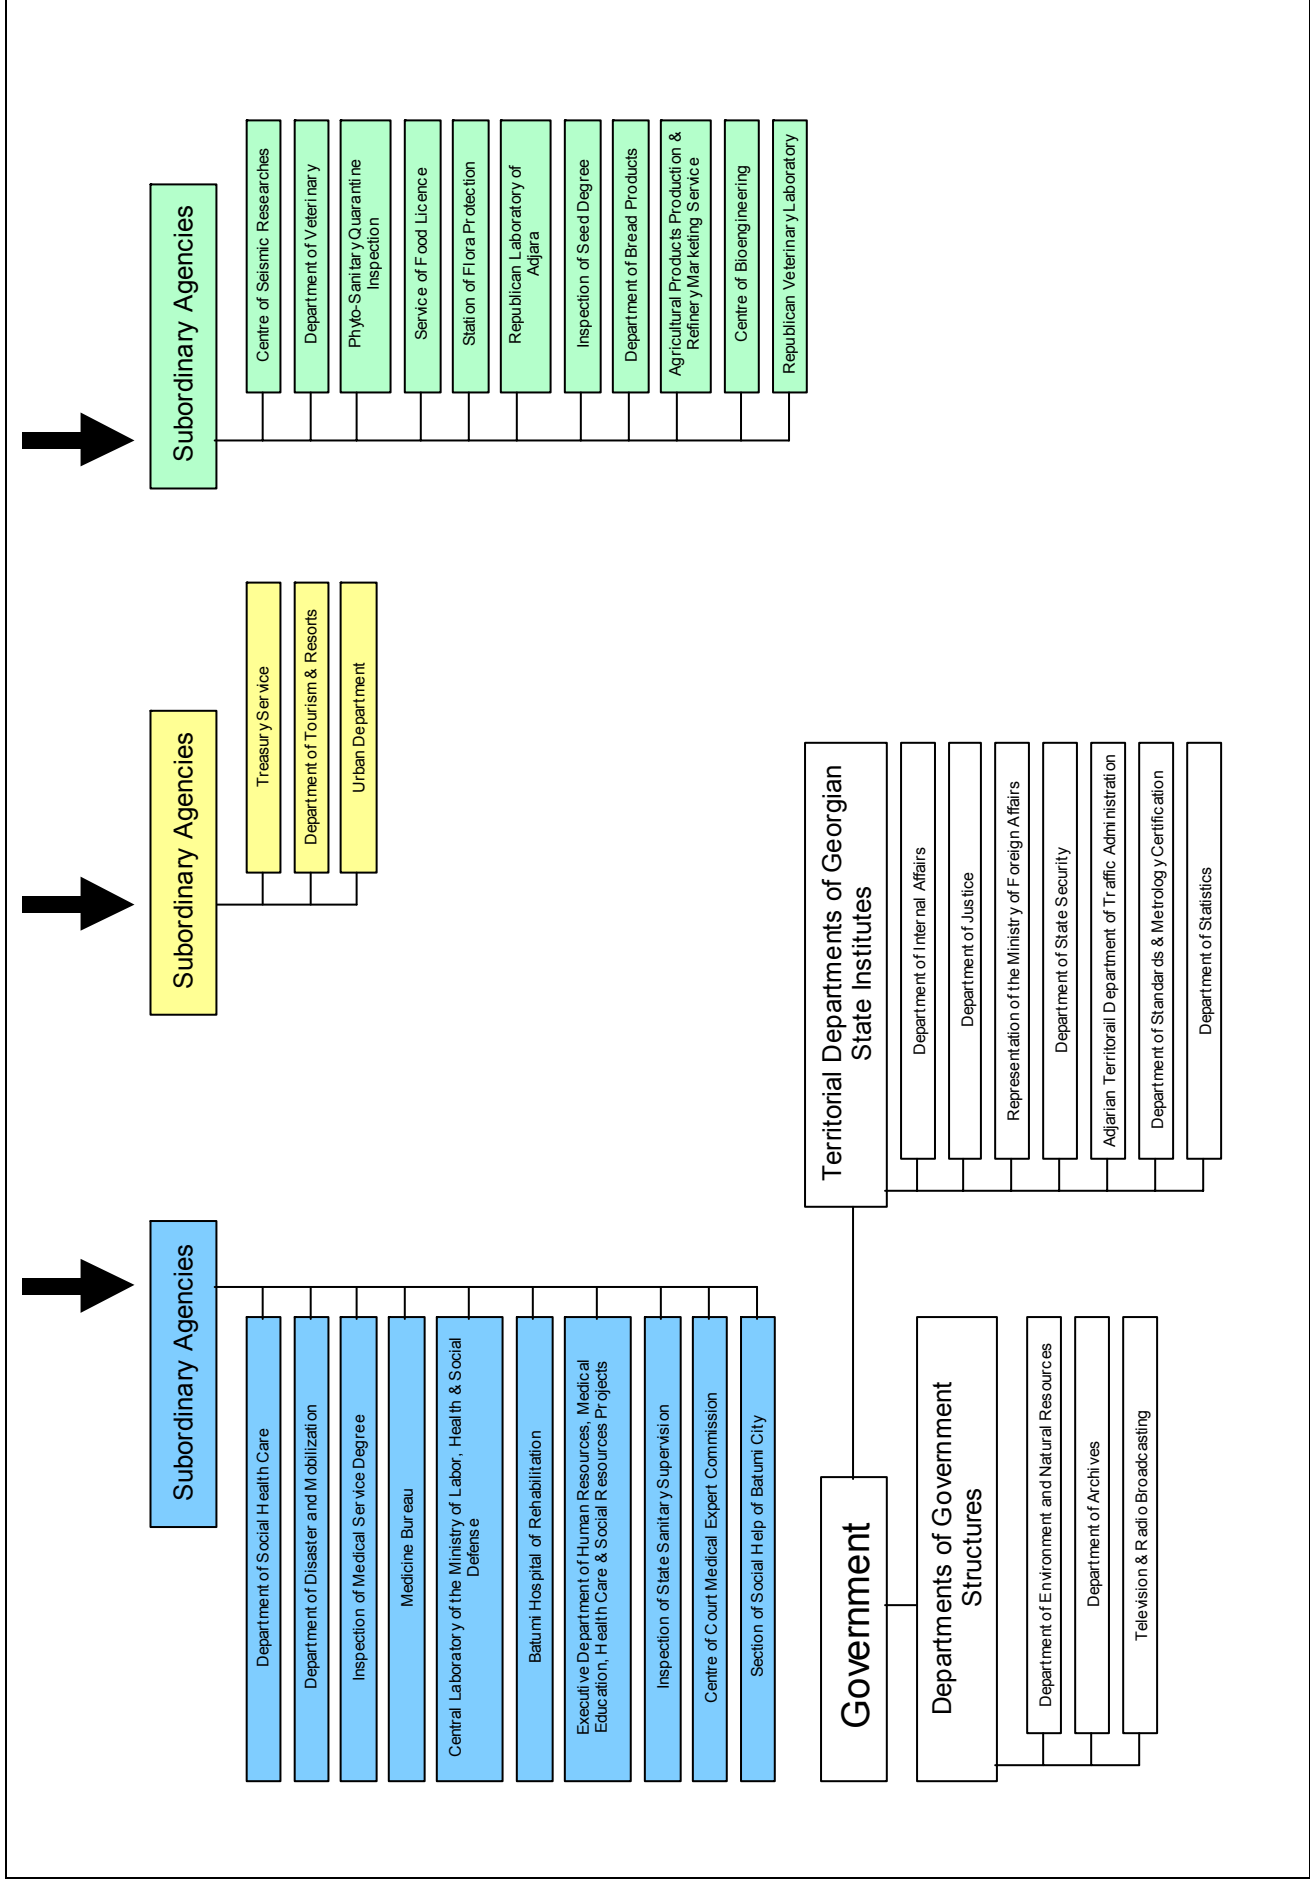 Subordinary Agencies
Department of Social Health Care
Department of Disaster and Mobilization
Inspection of Medical Service Degree
Medicine Bureau
Central Laboratory of the Ministry of Labor, Health & Social
Defense
Batumi Hospital of Rehabilitation
Executive Department of Human Resources, Medical
Education, Health Care & Social Resources Projects
Inspection of State Sanitary Supervision
Centre of Court Medical Expert Commission
Section of Social Help of Batumi City
Subordinary Agencies
Treasury Service
Department of Tourism & Resorts
Urban Department
Subordinary Agencies
Centre of Seismic Researches
Department of Veterinary
Phyto-Sanitary Quarantine
Inspection
Service of Food Licence
Station of Flora Protection
Republican Laboratory of
Adjara
Inspection of Seed Degree
Department of Bread Products
Agricultural Products Production &
Refinery Marketing Service
Centre of Bioengineering
Republican Veterinary Laboratory
Government
Departments of Government
Structures
Department of Environment and Natural Resources
Department of Archives
Television & Radio Broadcasting
Territorial Departments of Georgian
State Institutes
Department of Internal Affairs
Department of Justice
Representation of the Ministry of Foreign Affairs
Department of State Security
Adjarian Territorail Department of Traffic Administration
Department of Standards & Metrology Certification
Department of Statistics